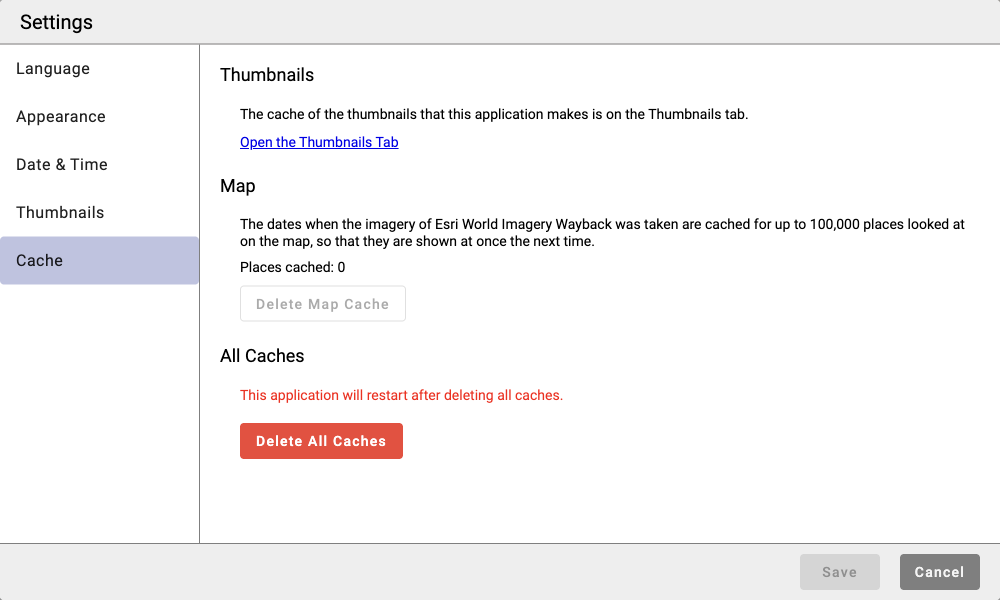 Settings
Language
Appearance
Date & Time
Thumbnails
Cache
Thumbnails
The cache of the thumbnails that this application makes is on the Thumbnails tab.
Open the Thumbnails Tab
Map
The dates when the imagery of Esri World Imagery Wayback was taken are cached for up to 100,000 places looked at
on the map, so that they are shown at once the next time.
Places cached: 0
Delete Map Cache
All Caches
This application will restart after deleting all caches.
Delete All Caches
Save
Cancel